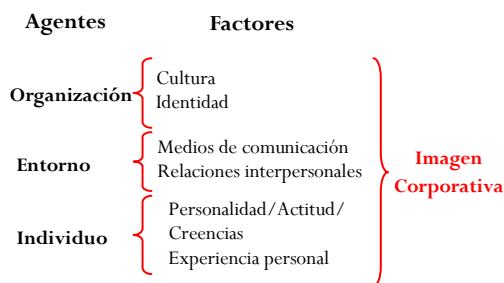 Agentes Factores
Organización
Cultura
Identidad
Entorno
Medios de comunicación
Relaciones interpersonales
Individuo
Personalidad/Actitud/
Creencias
Experiencia personal
Imagen
Corporativa